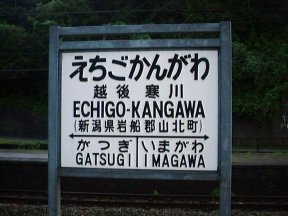 えちごかんがわ
越後寒川
ECHIGO-KANGAWA
(新潟県岩船郡山北町)
がつぎ いまがわ
GATSUGI IMAGAWA